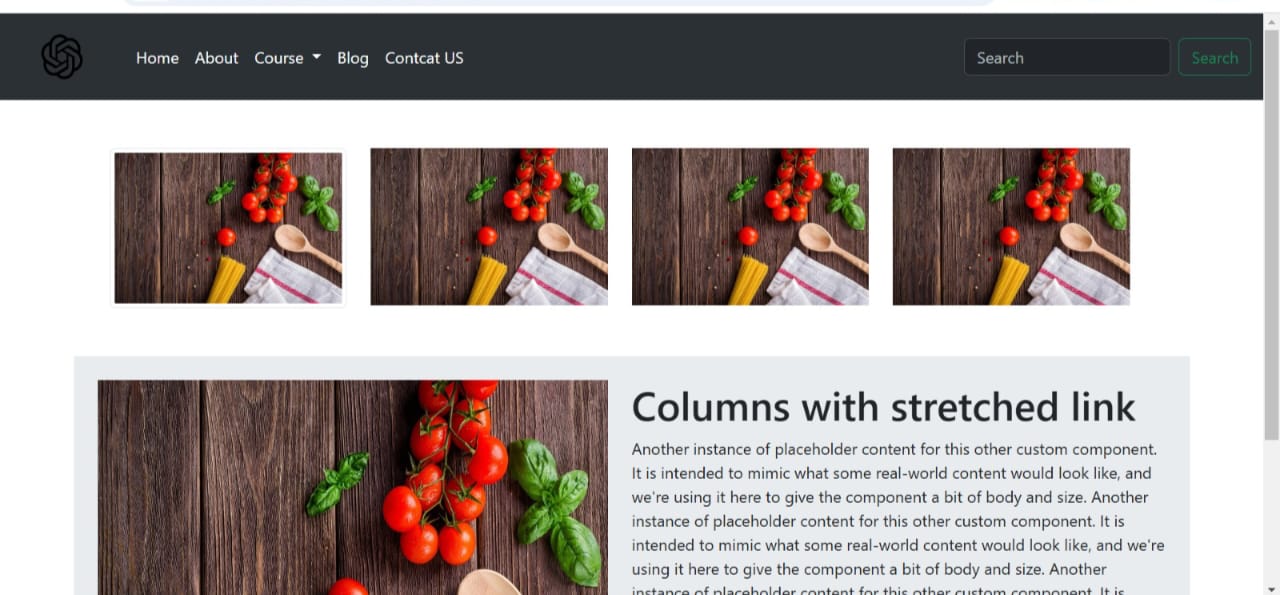 Home About Course Blog Contcat US Search Search
Columns with stretched link
Another instance of placeholder content for this other custom component.
It is intended to mimic what some real-world content would look like, and
we're using it here to give the component a bit of body and size. Another
instance of placeholder content for this other custom component. It is
intended to mimic what some real-world content would look like, and we're
using it here to give the component a bit of body and size. Another
instance of placeholder content for this other custom component. It is